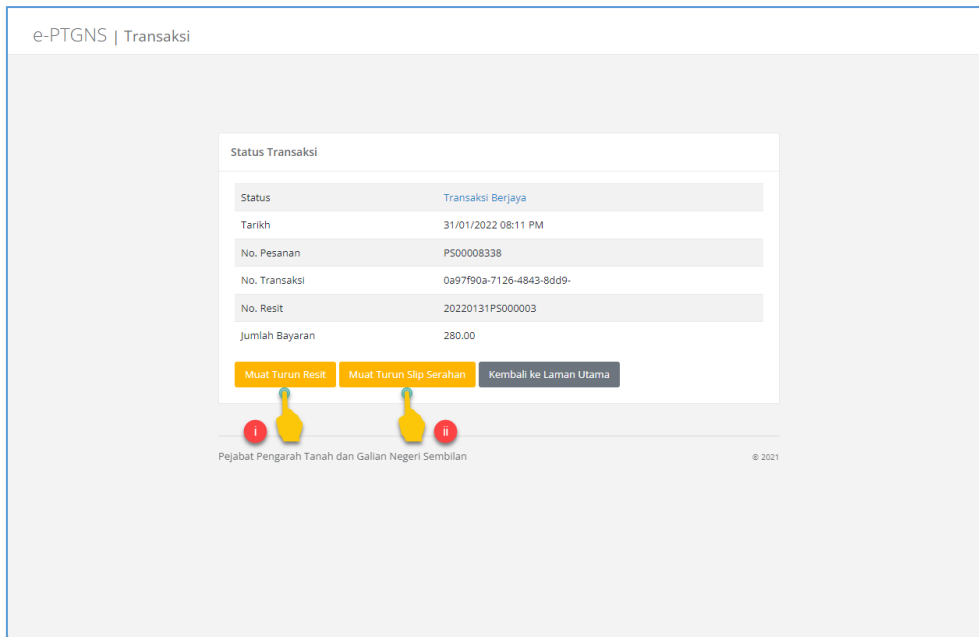 e-PTGNS | Transaksi
Status Transaksi
Status Transaksi Berjaya
Tarikh 31/01/2022 08:11 PM
No. Pesanan PS00008338
No. Transaksi 0a97f90a-7126-4843-8dd9-
No. Resit 20220131PS000003
Jumlah Bayaran 280.00
Muat Turun Resit Muat Turun Slip Serahan Kembali ke Laman Utama
i ii
Pejabat Pengarah Tanah dan Galian Negeri Sembilan © 2021